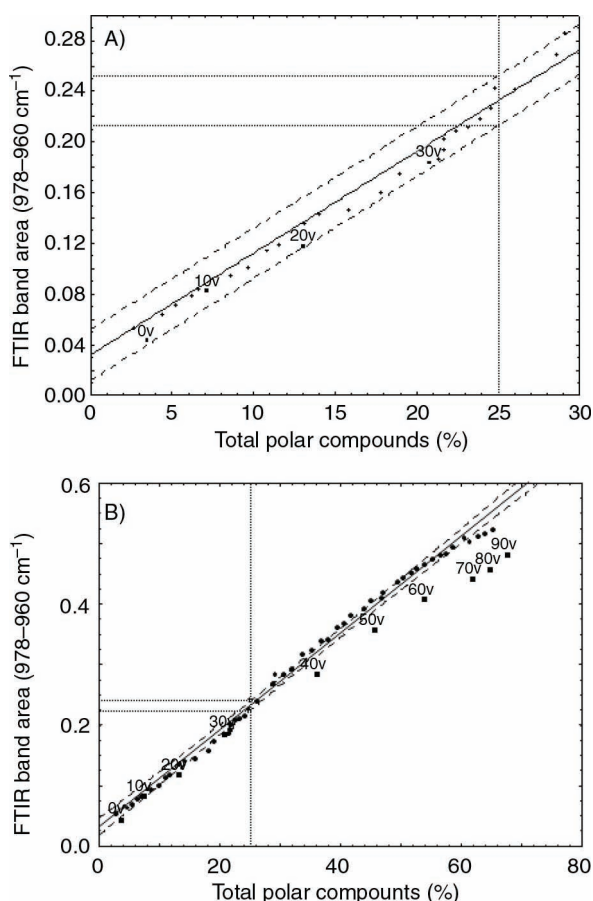 A)
FTIR band area (978–960 cm⁻¹)
0.28
0.24
0.20
0.16
0.12
0.08
0.04
0.00
0v
10v
20v
30v
0 5 10 15 20 25 30
Total polar compounds (%)
B)
FTIR band area (978–960 cm⁻¹)
0.6
0.4
0.2
0.0
0v
10v
20v
30v
40v
50v
60v
70v
80v
90v
0 20 40 60 80
Total polar compounts (%)